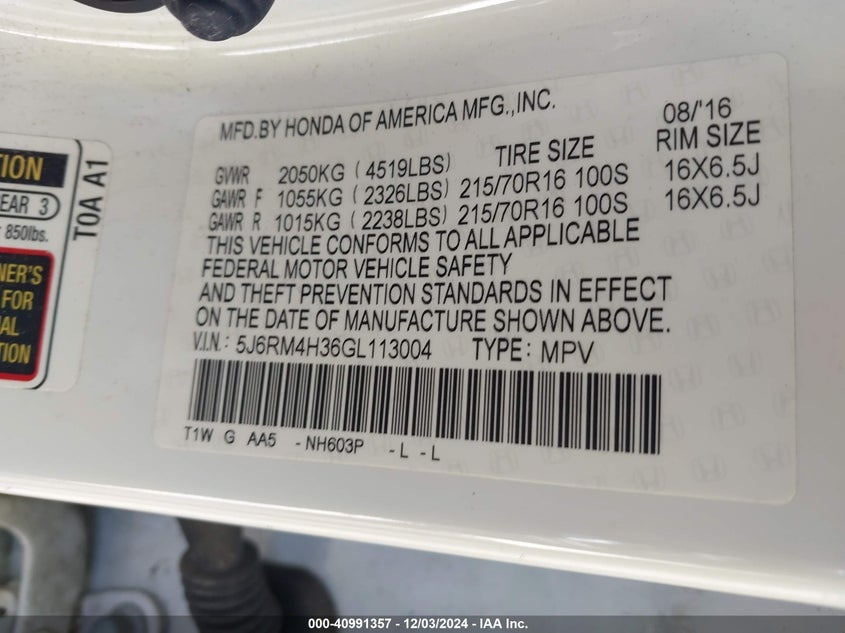 MFD.BY HONDA OF AMERICA MFG.,INC. 08/'16
TIRE SIZE RIM SIZE
GVWR 2050KG (4519LBS)
GAWR F 1055KG (2326LBS) 215/70R16 100S 16X6.5J
GAWR R 1015KG (2238LBS) 215/70R16 100S 16X6.5J
THIS VEHICLE CONFORMS TO ALL APPLICABLE
FEDERAL MOTOR VEHICLE SAFETY
AND THEFT PREVENTION STANDARDS IN EFFECT
ON THE DATE OF MANUFACTURE SHOWN ABOVE.
V.I.N.: 5J6RM4H36GL113004 TYPE: MPV
T1W G AA5 -NH603P -L -L
TION
EAR 3
850lbs.
NER'S
FOR
AL
TION
T0A A1
000-40991357 - 12/03/2024 - IAA Inc.